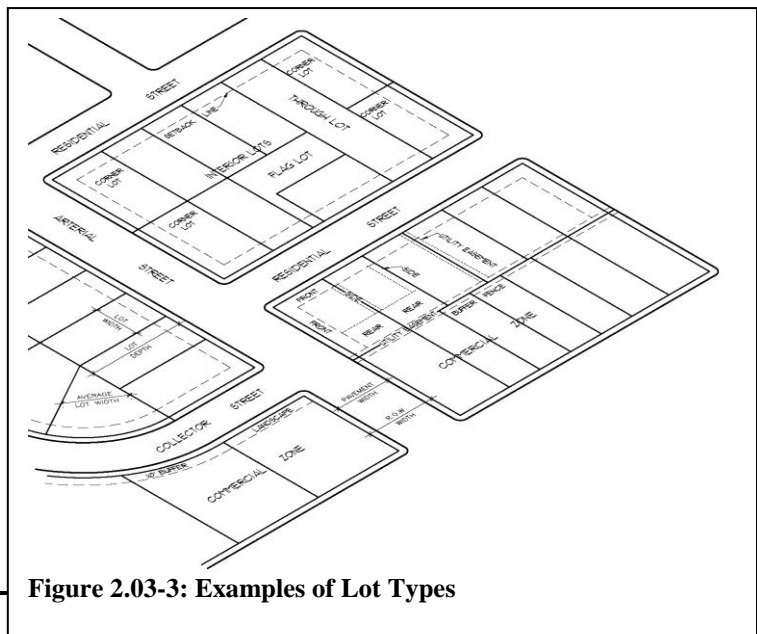 RESIDENTIAL STREET
CORNER LOT
SETBACK LINE
THROUGH LOT
CORNER LOT
INTERIOR LOTS
FLAG LOT
CORNER LOT
CORNER LOT
ARTERIAL STREET
RESIDENTIAL STREET
UTILITY EASEMENT
SIDE
FRONT
SIDE
FRONT
REAR
REAR
UTILITY EASEMENT
BUFFER FENCE
COMMERCIAL ZONE
LOT WIDTH
LOT DEPTH
AVERAGE LOT WIDTH
COLLECTOR STREET
PAVEMENT WIDTH
R.O.W WIDTH
LANDSCAPE
BUFFER
COMMERCIAL ZONE
Figure 2.03-3: Examples of Lot Types